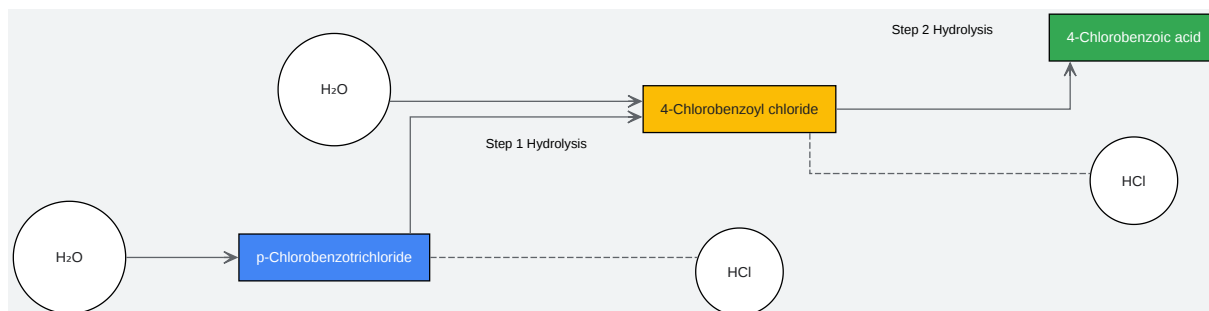 Step 2 Hydrolysis
4-Chlorobenzoic acid
H₂O
4-Chlorobenzoyl chloride
Step 1 Hydrolysis
HCl
H₂O
p-Chlorobenzotrichloride
HCl